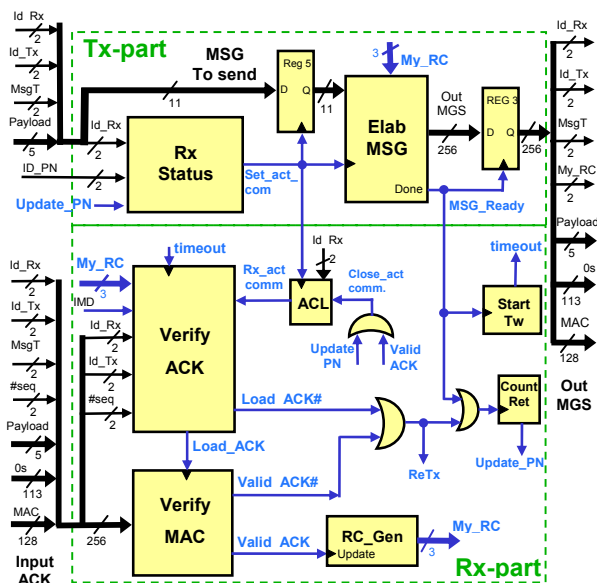 Id_Rx
2
Id_Tx
2
MsgT
2
Payload
5
ID_PN
2
Update_PN
Id_Rx
2
Tx-part
MSG
To send
11
Reg 5
D Q
11
3
My_RC
Rx
Status
Set_act_
com
Elab
MSG
Done
Out
MGS
256
REG 3
D Q
256
MSG_Ready
Id_Rx
2
Id_Tx
2
MsgT
2
My_RC
2
Payload
5
0s
113
MAC
128
Out
MGS
timeout
My_RC
3
IMD
Id_Rx
2
Id_Tx
2
#seq
2
Verify
ACK
Rx_act
comm
Id_Rx
2
ACL
Close_act
comm.
Update
PN
Valid
ACK
timeout
Start
Tw
Count
Ret
Update_PN
Load_ACK#
Load_ACK
ReTx
Verify
MAC
Valid_ACK#
Valid_ACK
RC_Gen
Update
My_RC
3
Rx-part
Id_Rx
2
Id_Tx
2
MsgT
2
#seq
2
Payload
5
0s
113
MAC
128
256
Input
ACK